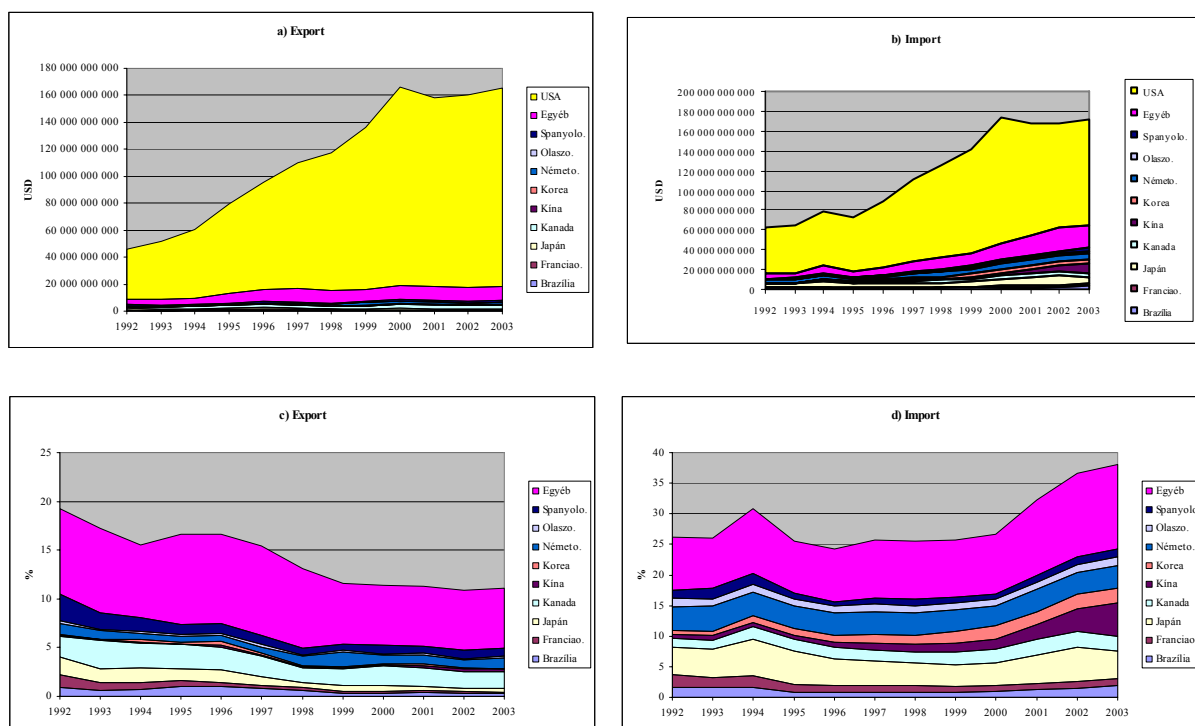 a) Export
180 000 000 000
160 000 000 000
140 000 000 000
120 000 000 000
100 000 000 000
80 000 000 000
60 000 000 000
40 000 000 000
20 000 000 000
0
USD
1992 1993 1994 1995 1996 1997 1998 1999 2000 2001 2002 2003
USA
Egyéb
Spanyolo.
Olaszo.
Németo.
Korea
Kína
Kanada
Japán
Franciao.
Brazília
b) Import
200 000 000 000
180 000 000 000
160 000 000 000
140 000 000 000
120 000 000 000
100 000 000 000
80 000 000 000
60 000 000 000
40 000 000 000
20 000 000 000
0
USD
1992 1993 1994 1995 1996 1997 1998 1999 2000 2001 2002 2003
USA
Egyéb
Spanyolo.
Olaszo.
Németo.
Korea
Kína
Kanada
Japán
Franciao.
Brazília
c) Export
25
20
15
10
5
0
%
1992 1993 1994 1995 1996 1997 1998 1999 2000 2001 2002 2003
Egyéb
Spanyolo.
Olaszo.
Németo.
Korea
Kína
Kanada
Japán
Franciao.
Brazília
d) Import
40
35
30
25
20
15
10
5
0
%
1992 1993 1994 1995 1996 1997 1998 1999 2000 2001 2002 2003
Egyéb
Spanyolo.
Olaszo.
Németo.
Korea
Kína
Kanada
Japán
Franciao.
Brazília